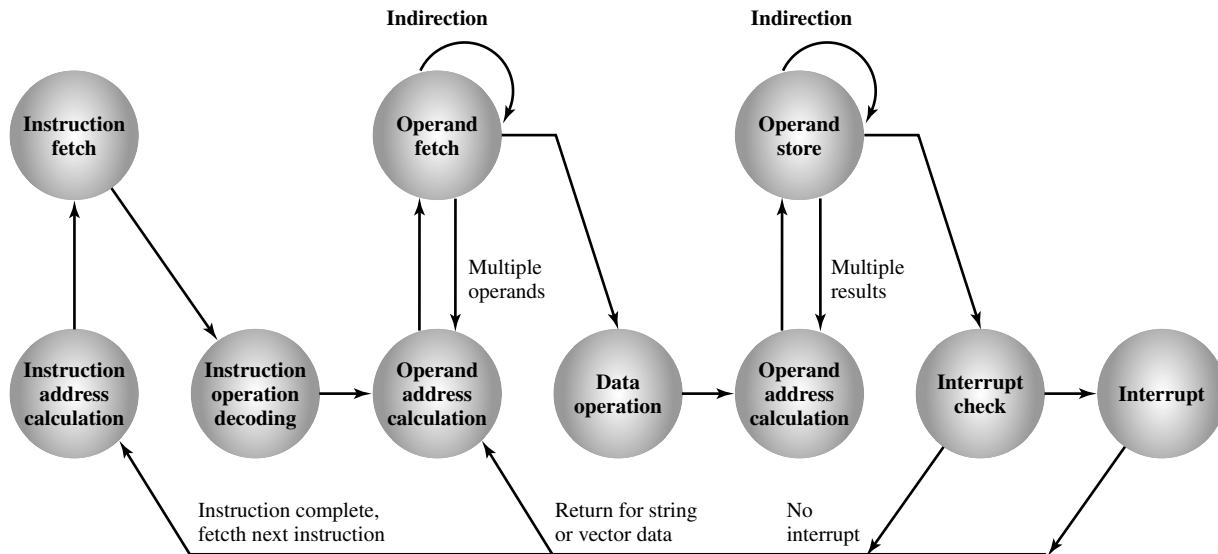 Indirection
Indirection
Instruction
fetch
Operand
fetch
Operand
store
Multiple
operands
Multiple
results
Instruction
address
calculation
Instruction
operation
decoding
Operand
address
calculation
Data
operation
Operand
address
calculation
Interrupt
check
Interrupt
Instruction complete,
fetcth next instruction
Return for string
or vector data
No
interrupt